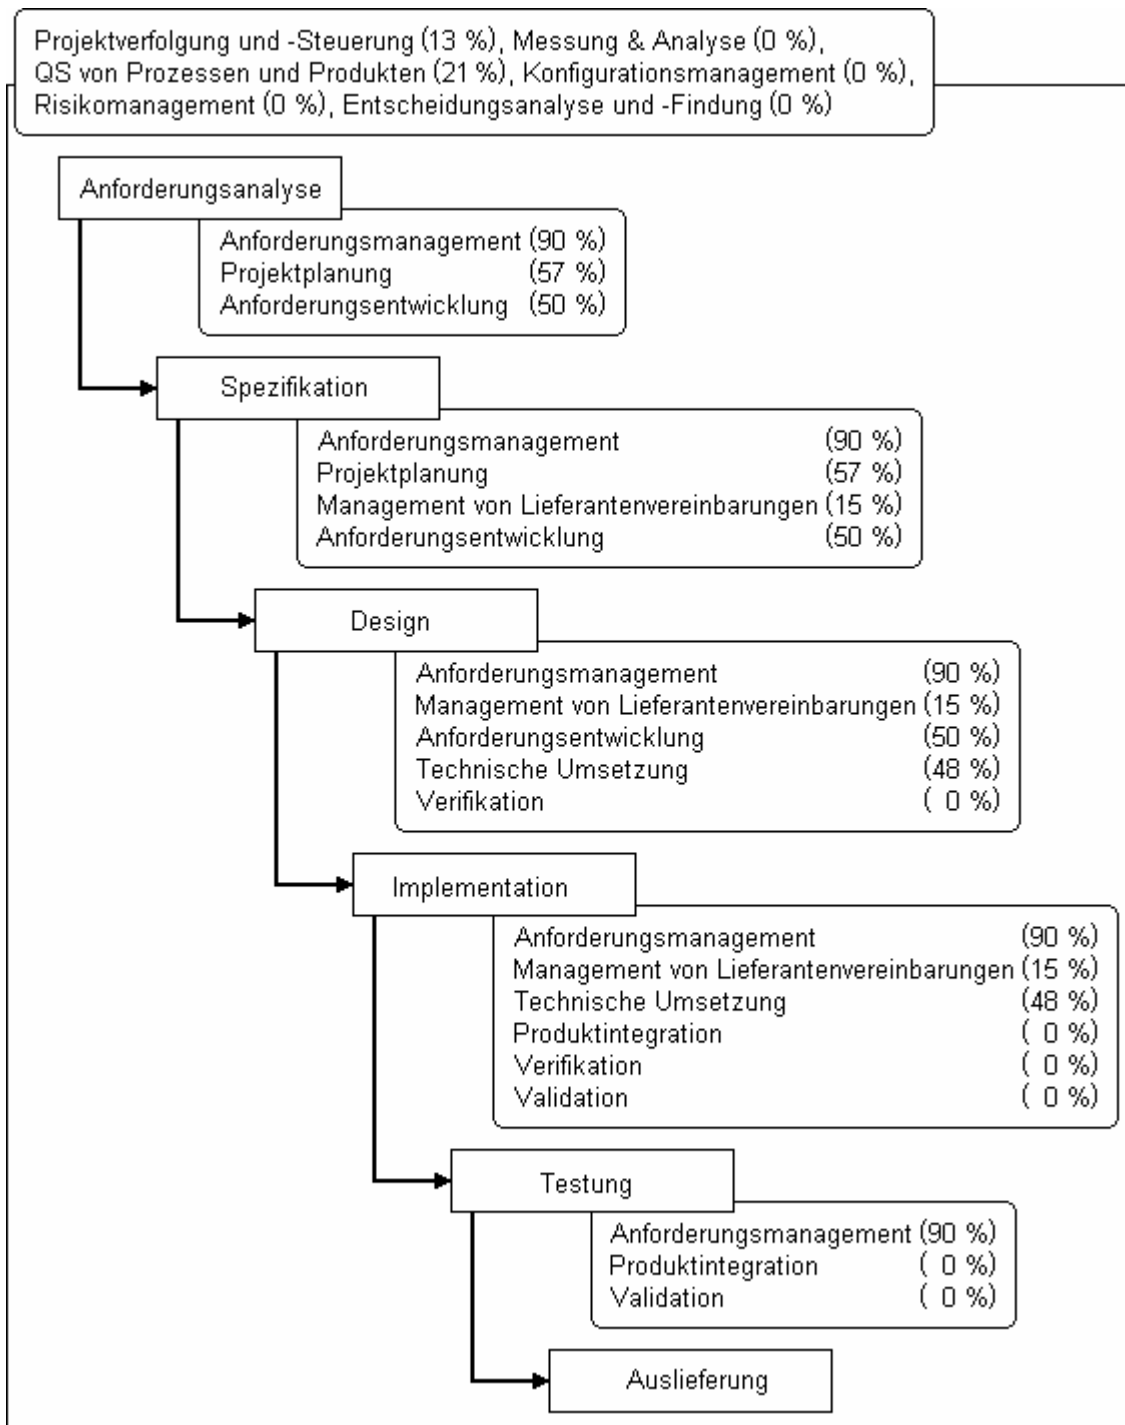 Projektverfolgung und -Steuerung (13 %), Messung & Analyse (0 %),
QS von Prozessen und Produkten (21 %), Konfigurationsmanagement (0 %),
Risikomanagement (0 %), Entscheidungsanalyse und -Findung (0 %)
Anforderungsanalyse
Anforderungsmanagement (90 %)
Projektplanung (57 %)
Anforderungsentwicklung (50 %)
Spezifikation
Anforderungsmanagement (90 %)
Projektplanung (57 %)
Management von Lieferantenvereinbarungen (15 %)
Anforderungsentwicklung (50 %)
Design
Anforderungsmanagement (90 %)
Management von Lieferantenvereinbarungen (15 %)
Anforderungsentwicklung (50 %)
Technische Umsetzung (48 %)
Verifikation ( 0 %)
Implementation
Anforderungsmanagement (90 %)
Management von Lieferantenvereinbarungen (15 %)
Technische Umsetzung (48 %)
Produktintegration ( 0 %)
Verifikation ( 0 %)
Validation ( 0 %)
Testung
Anforderungsmanagement (90 %)
Produktintegration ( 0 %)
Validation ( 0 %)
Auslieferung